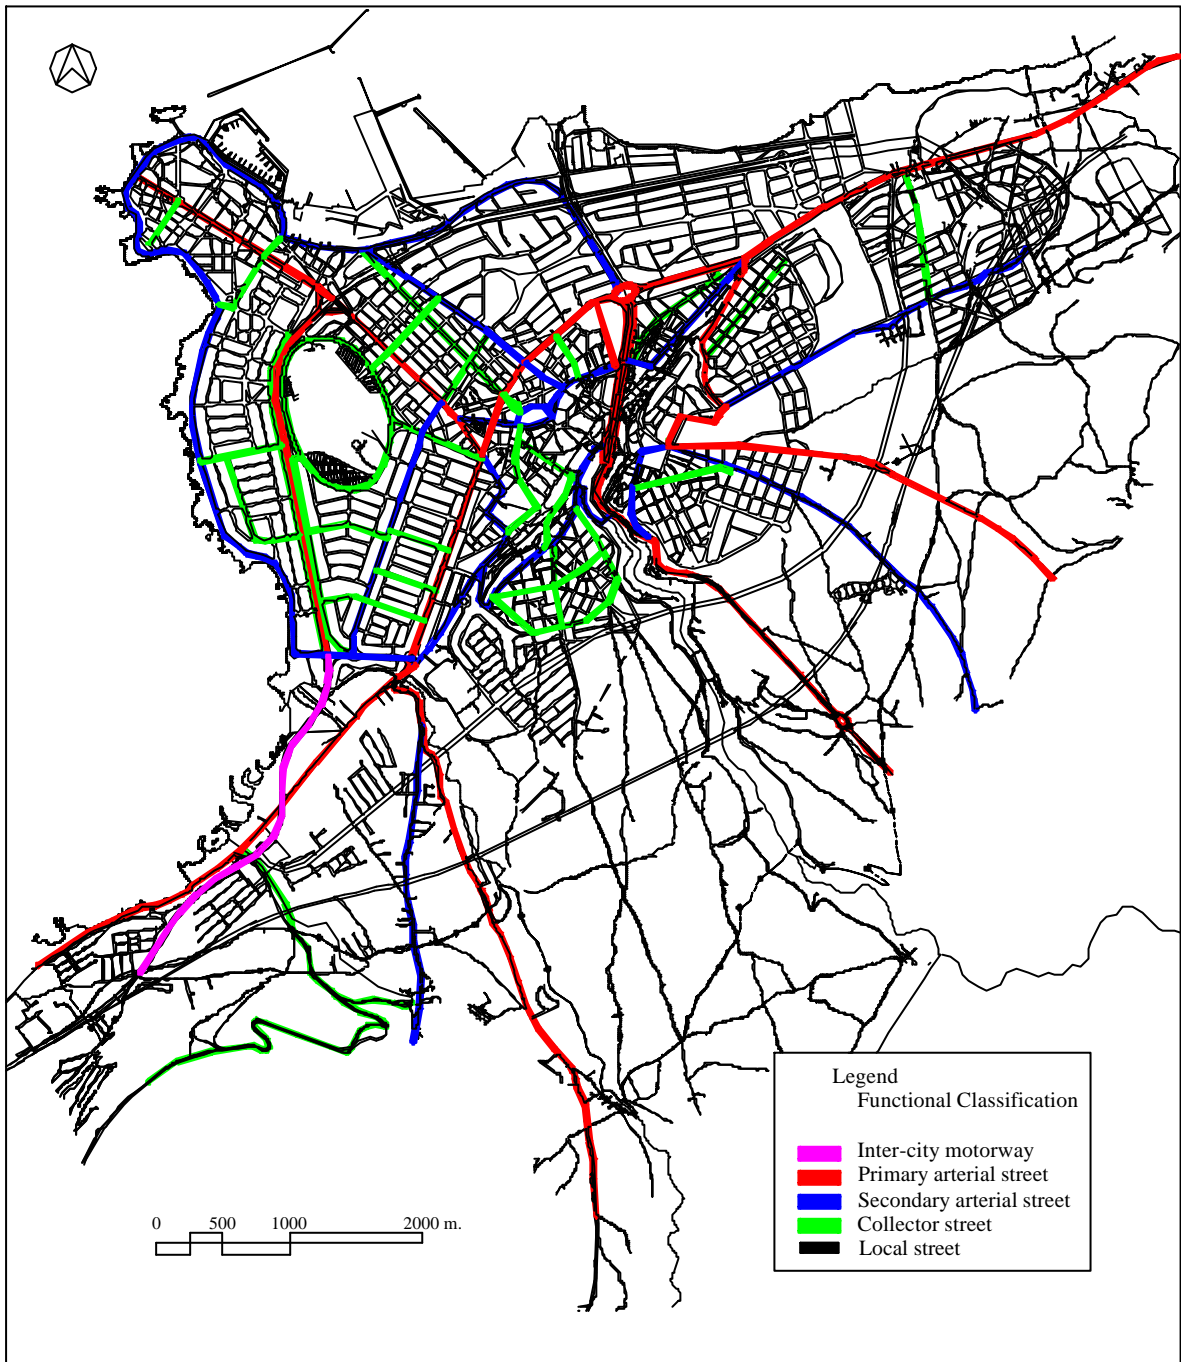 Legend
Functional Classification
Inter-city motorway
Primary arterial street
Secondary arterial street
Collector street
Local street
0 500 1000 2000 m.